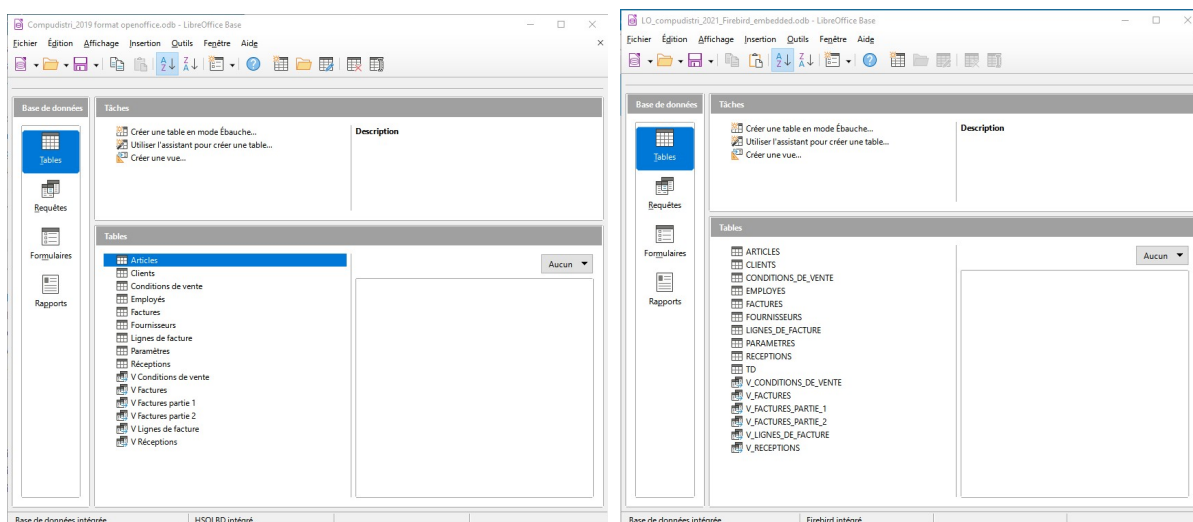 Compudistri_2019 format openoffice.odb - LibreOffice Base
Fichier Édition Affichage Insertion Outils Fenêtre Aide
Base de données
Tâches
Tables
Créer une table en mode Ébauche...
Utiliser l'assistant pour créer une table...
Créer une vue...
Description
Requêtes
Formulaires
Rapports
Tables
Aucun
Articles
Clients
Conditions de vente
Employés
Factures
Fournisseurs
Lignes de facture
Paramètres
Réceptions
V Conditions de vente
V Factures
V Factures partie 1
V Factures partie 2
V Lignes de facture
V Réceptions
Base de données intégrée
HSQLBD intégré
LO_compudistri_2021_Firebird_embedded.odb - LibreOffice Base
Fichier Édition Affichage Insertion Outils Fenêtre Aide
Base de données
Tâches
Tables
Créer une table en mode Ébauche...
Utiliser l'assistant pour créer une table...
Créer une vue...
Description
Requêtes
Formulaires
Rapports
Tables
Aucun
ARTICLES
CLIENTS
CONDITIONS_DE_VENTE
EMPLOYES
FACTURES
FOURNISSEURS
LIGNES_DE_FACTURE
PARAMETRES
RECEPTIONS
TD
V_CONDITIONS_DE_VENTE
V_FACTURES
V_FACTURES_PARTIE_1
V_FACTURES_PARTIE_2
V_LIGNES_DE_FACTURE
V_RECEPTIONS
Base de données intégrée
Firebird intégré